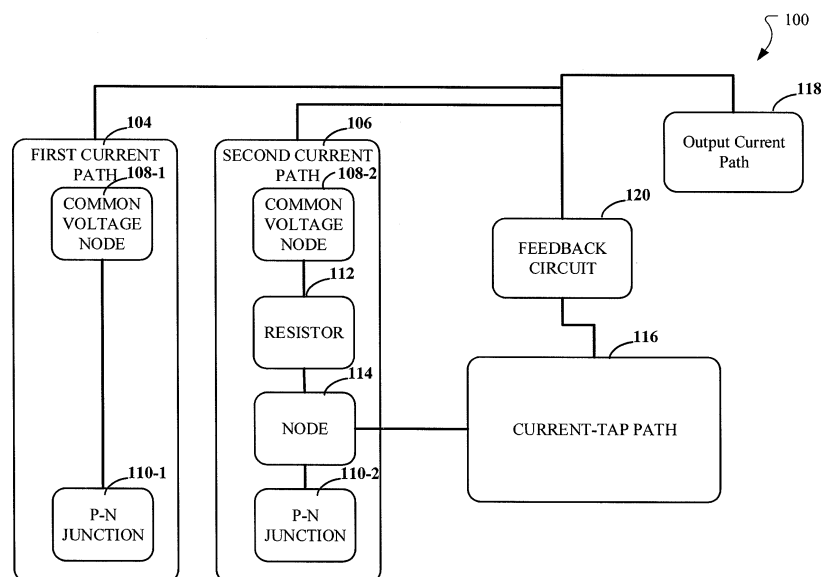 100
118
Output Current
Path
104
FIRST CURRENT
PATH
108-1
COMMON
VOLTAGE
NODE
110-1
P-N
JUNCTION
106
SECOND CURRENT
PATH
108-2
COMMON
VOLTAGE
NODE
112
RESISTOR
114
NODE
110-2
P-N
JUNCTION
120
FEEDBACK
CIRCUIT
116
CURRENT-TAP PATH